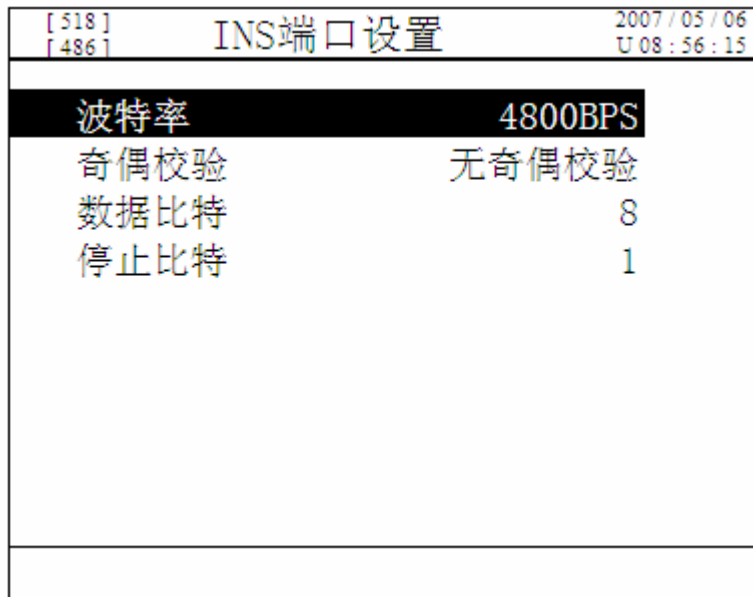 [ 518 ] INS端口设置 2007 / 05 / 06
[ 486 ] U 08 : 56 : 15
波特率 4800BPS
奇偶校验 无奇偶校验
数据比特 8
停止比特 1